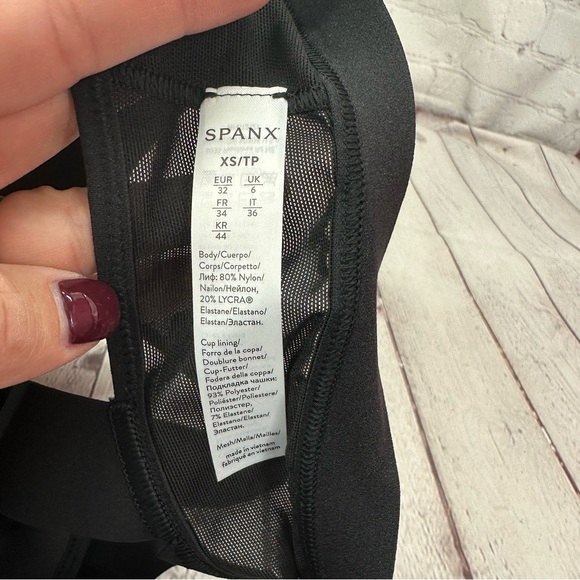 SPANX
XS/TP
EUR UK
32 6
FR IT
34 36
KR
44
Body/Cuerpo/
Corps/Corpetto/
Лиф: 80% Nylon/
Nailon/Нейлон,
20% LYCRA®
Elastane/Elastano/
Elastan/Эластан.
Cup lining/
Forro de la copa/
Doublure bonnet/
Cup-Futter/
Fodera della coppa/
Подкладка чашки:
93% Polyester/
Poliéster/Poliestere/
Полиэстер,
7% Elastane/
Elastano/Elastan/
Эластан.
Mesh/Malla/Mailles/
made in vietnam
fabriqué en vietnam